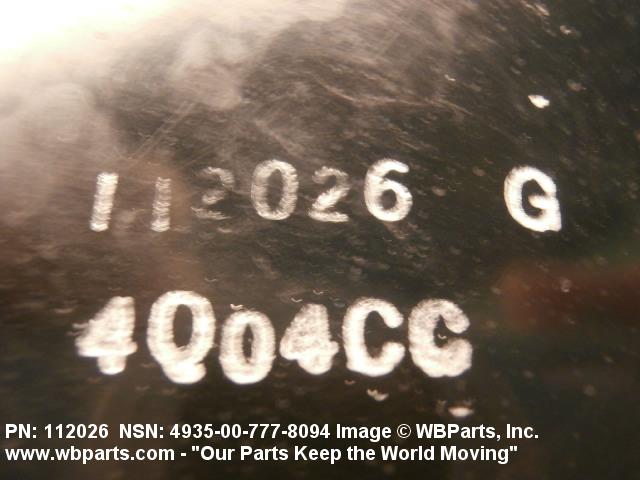 112026 G
4Q04CC
PN: 112026 NSN: 4935-00-777-8094 Image © WBParts, Inc.
www.wbparts.com - "Our Parts Keep the World Moving"